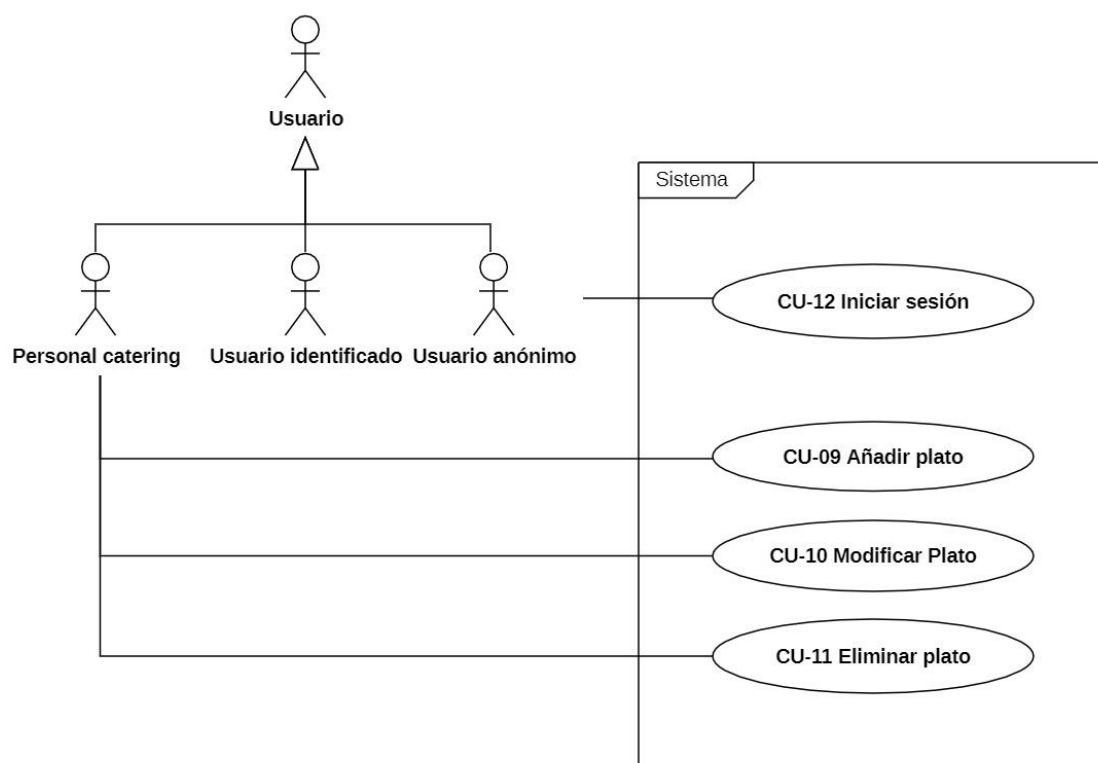 Usuario
Sistema
Personal catering
Usuario identificado
Usuario anónimo
CU-12 Iniciar sesión
CU-09 Añadir plato
CU-10 Modificar Plato
CU-11 Eliminar plato